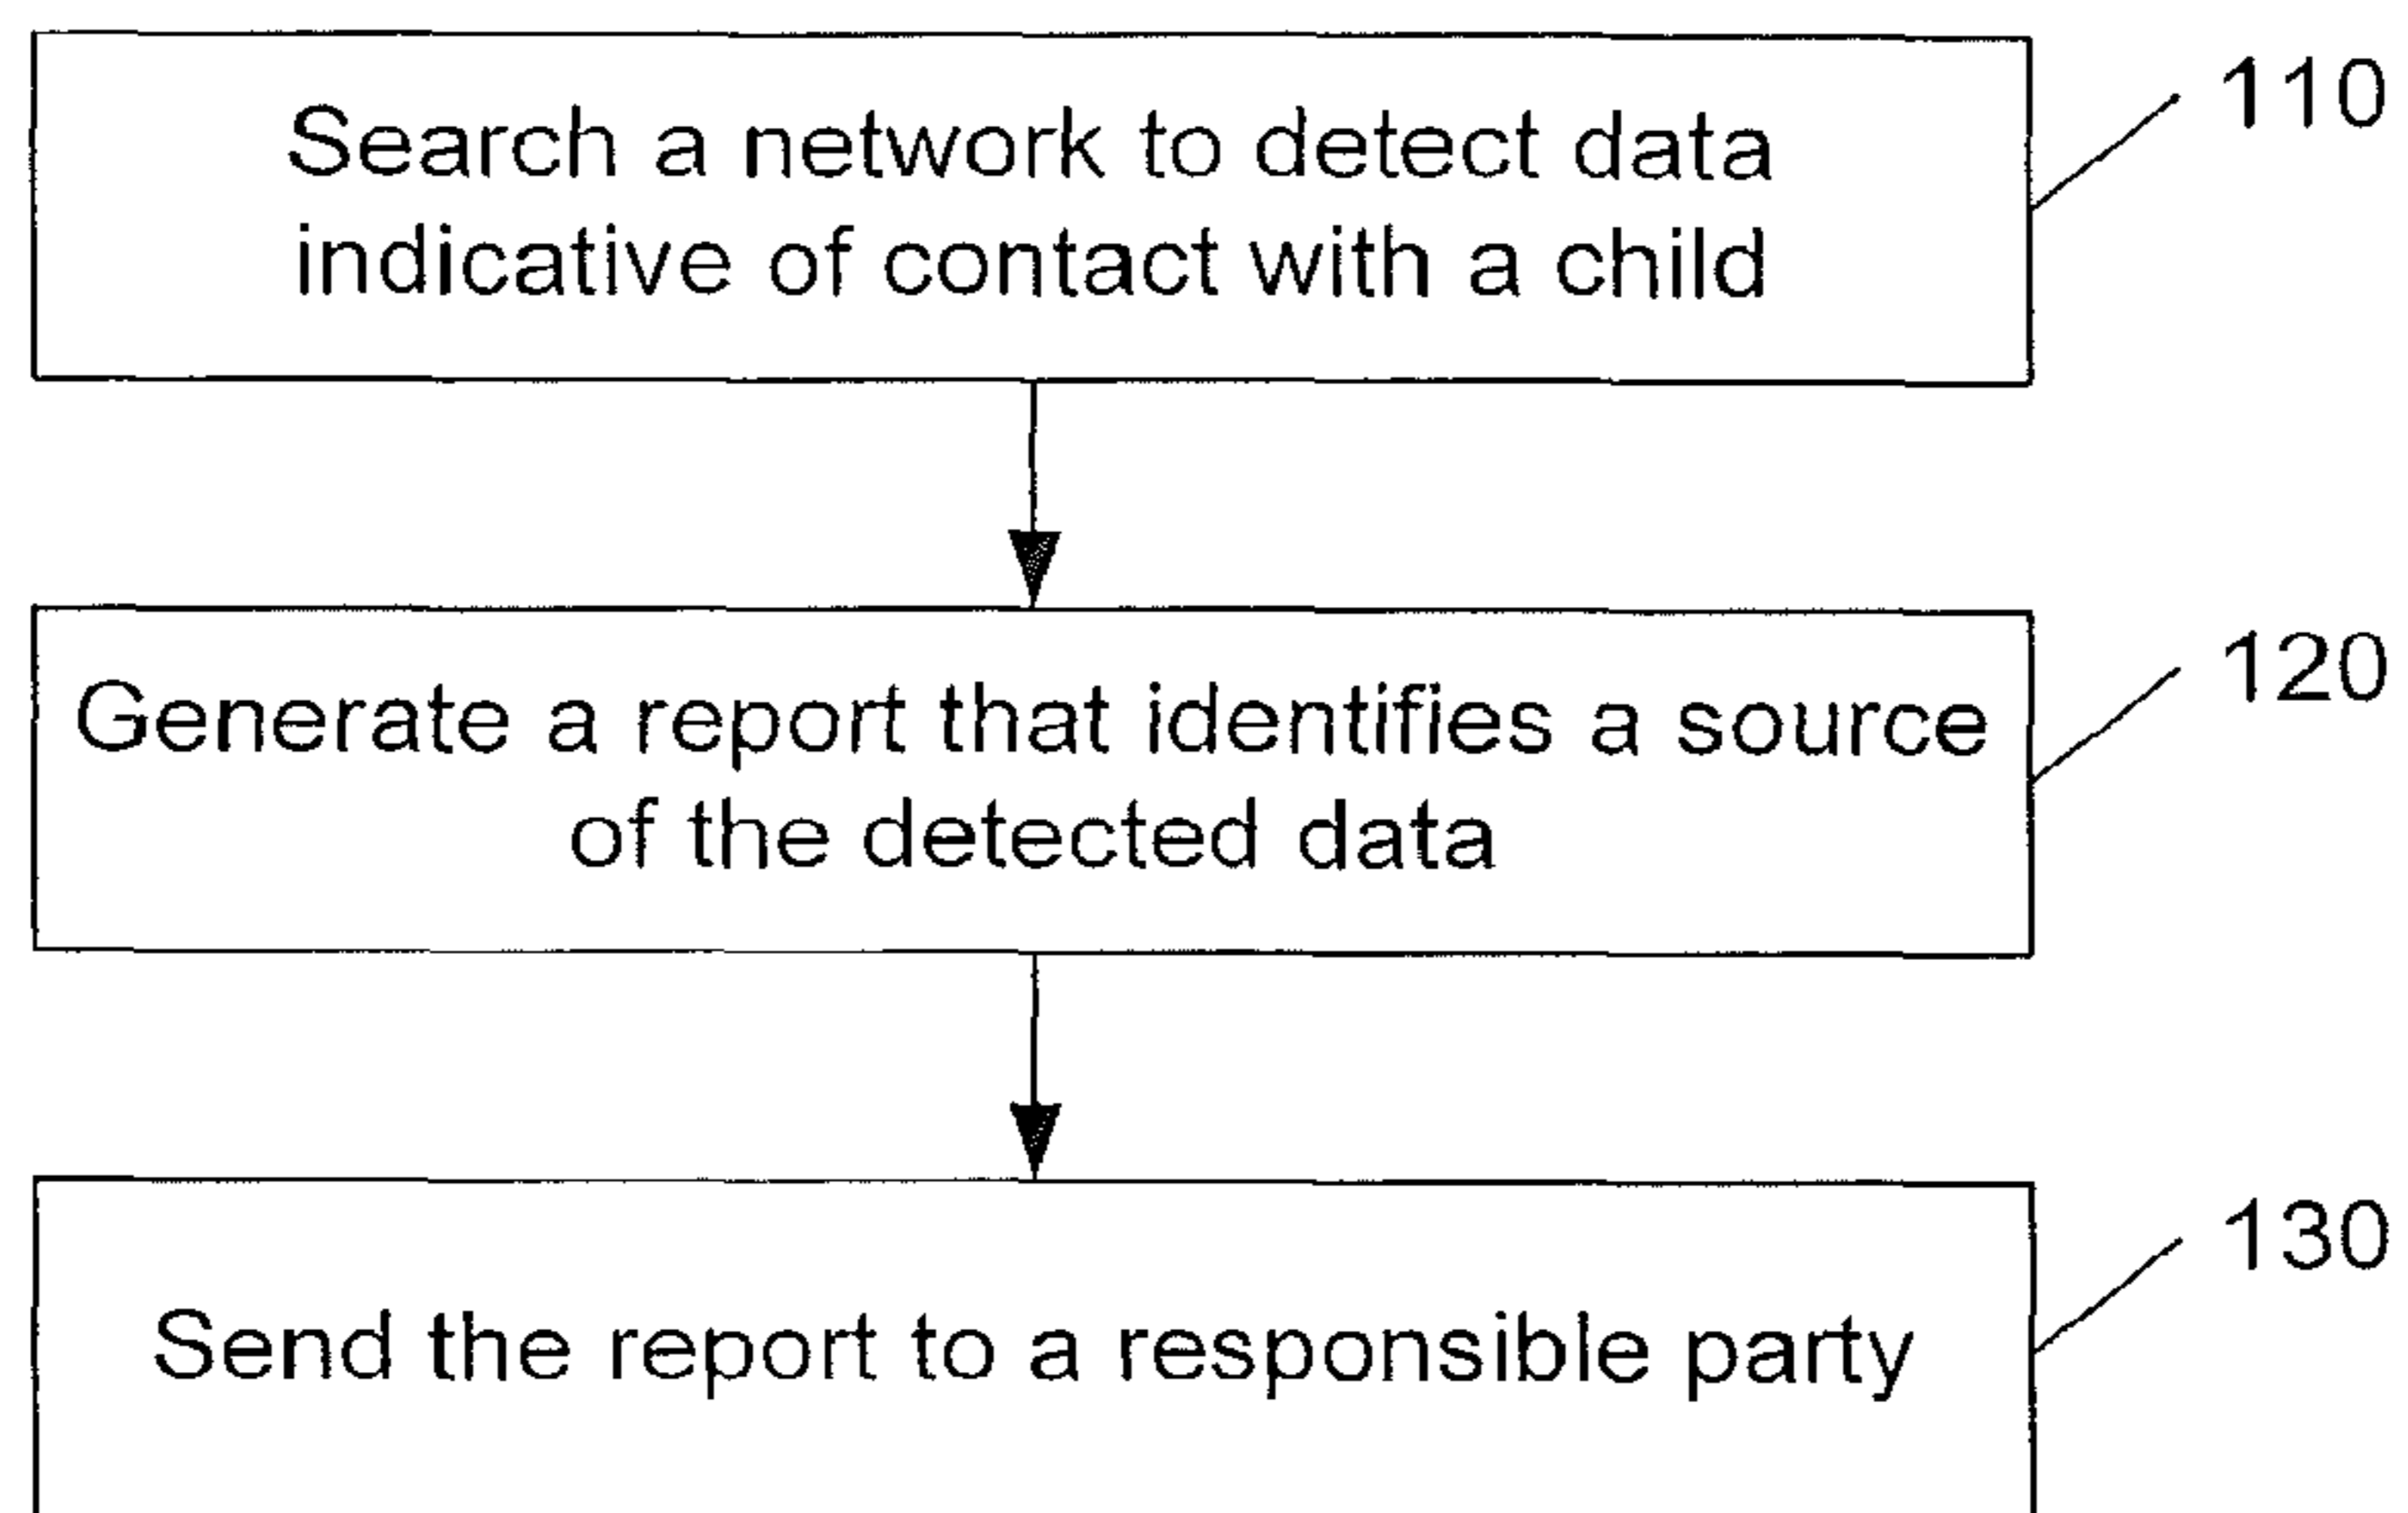 Search a network to detect data
indicative of contact with a child
110
Generate a report that identifies a source
of the detected data
120
Send the report to a responsible party
130